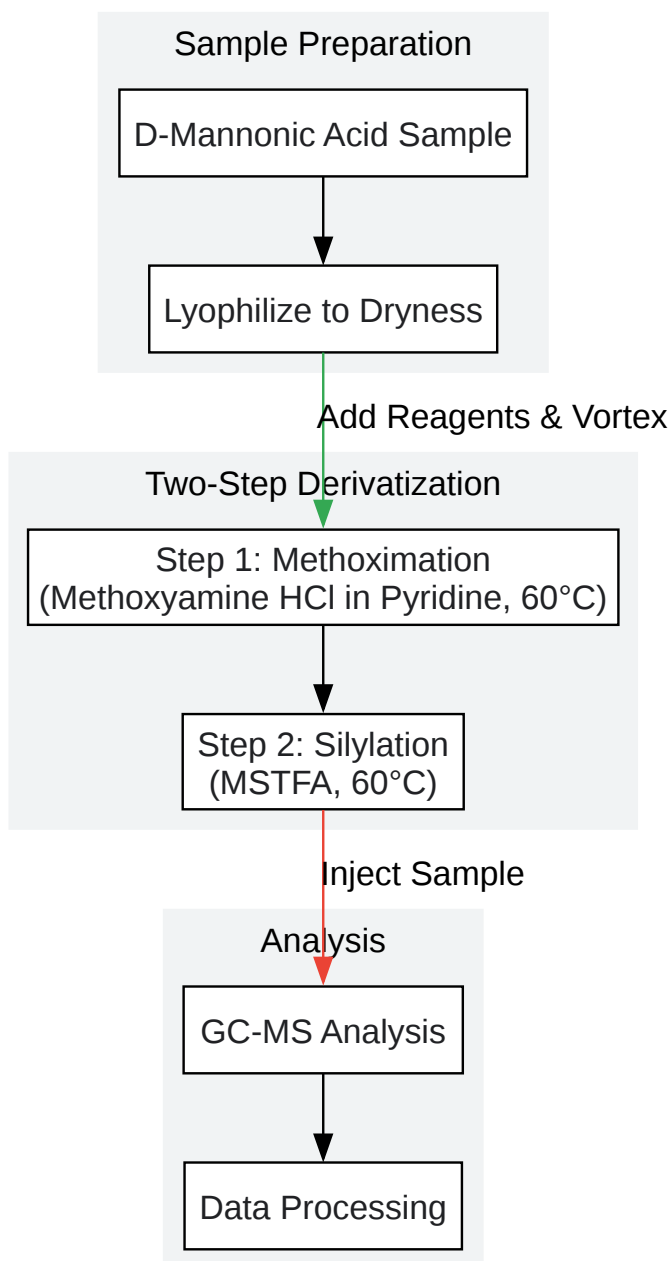 Sample Preparation
D-Mannonic Acid Sample
Lyophilize to Dryness
Add Reagents & Vortex
Two-Step Derivatization
Step 1: Methoximation
(Methoxyamine HCl in Pyridine, 60°C)
Step 2: Silylation
(MSTFA, 60°C)
Inject Sample
Analysis
GC-MS Analysis
Data Processing